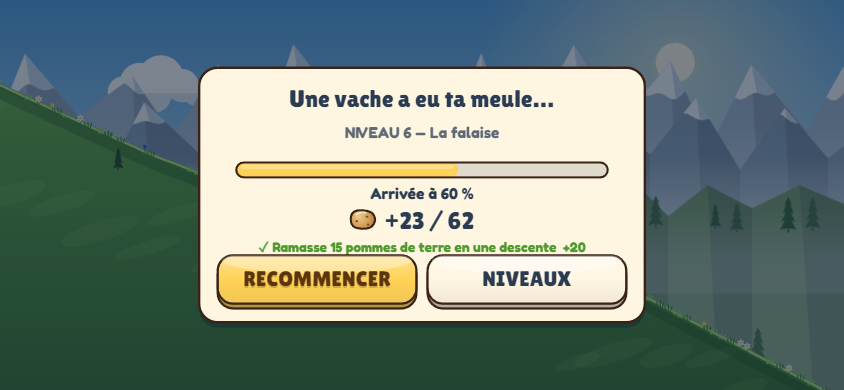 Une vache a eu ta meule...
NIVEAU 6 – La falaise
Arrivée à 60 %
+23 / 62
✓ Ramasse 15 pommes de terre en une descente +20
RECOMMENCER
NIVEAUX